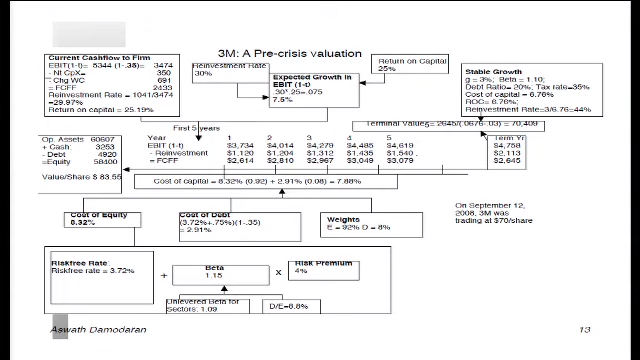 3M: A Pre-crisis valuation
Current Cashflow to Firm
EBIT(1-t)= 5344 (1-.35)= 3474
- Nt CpX= 350
- Chg WC 691
= FCFF 2433
Reinvestment Rate = 1041/3474
=29.97%
Return on capital = 25.19%
Reinvestment Rate
30%
Expected Growth in
EBIT (1-t)
.30*.25=.075
7.5%
Return on Capital
25%
Stable Growth
g = 3%; Beta = 1.10;
Debt Ratio= 20%; Tax rate=35%
Cost of capital = 6.76%
ROC= 6.76%;
Reinvestment Rate=3/6.76=44%
Terminal Value5= 2645/(.0676-.03) = 70,409
First 5 years
Op. Assets 60607
+ Cash: 3253
- Debt 4920
=Equity 58400
Value/Share $ 83.55
Year 1 2 3 4 5 Term Yr
EBIT (1-t) $3,734 $4,014 $4,279 $4,485 $4,619 $4,758
- Reinvestment $1,120 $1,204 $1,312 $1,435 $1,540 $2,113
= FCFF $2,614 $2,810 $2,967 $3,049 $3,079 $2,645
Cost of capital = 8.32% (0.92) + 2.91% (0.08) = 7.88%
On September 12,
2008, 3M was
trading at $70/share
Cost of Equity
8.32%
Cost of Debt
(3.72%+.75%)(1-.35)
= 2.91%
Weights
E = 92% D = 8%
Riskfree Rate:
Riskfree rate = 3.72%
+
Beta
1.15
X
Risk Premium
4%
Unlevered Beta for
Sectors: 1.09
D/E=8.8%
Aswath Damodaran
13